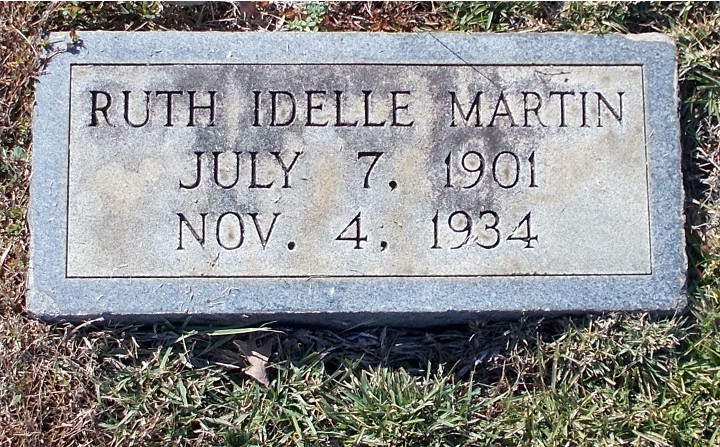 RUTH IDELLE MARTIN
JULY 7, 1901
NOV. 4, 1934